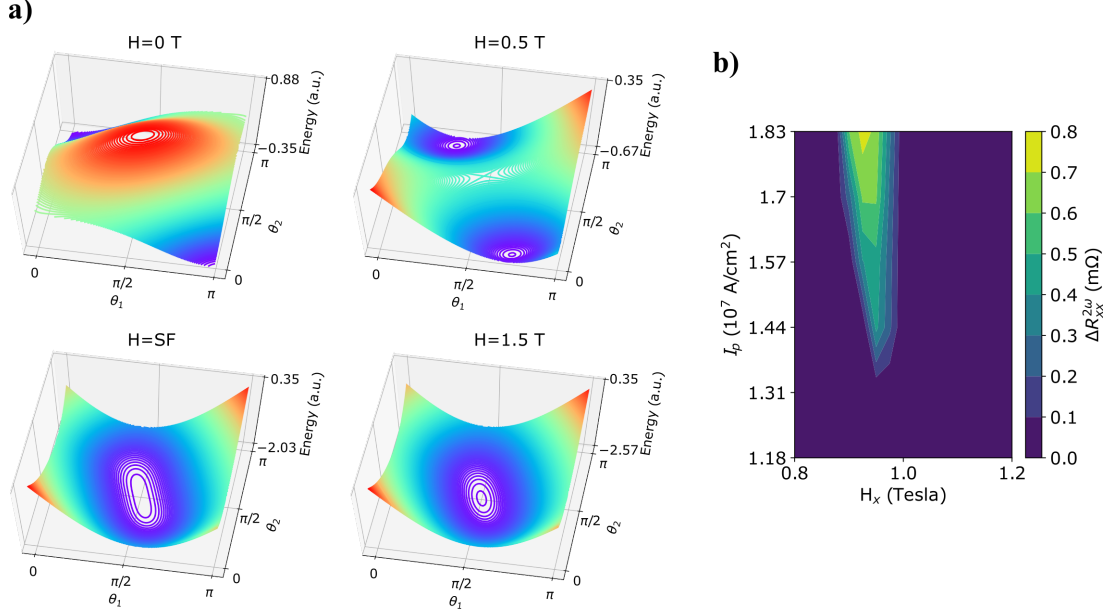 a)
H=0 T
0.88
Energy (a.u.)
−0.35
π
π/2
θ2
0
0
π/2
π
θ1
H=0.5 T
0.35
Energy (a.u.)
−0.67
π
π/2
θ2
0
0
π/2
π
θ1
H=SF
0.35
Energy (a.u.)
−2.03
π
π/2
θ2
0
0
π/2
π
θ1
H=1.5 T
0.35
Energy (a.u.)
−2.57
π
π/2
θ2
0
0
π/2
π
θ1
b)
1.83
1.7
1.57
1.44
1.31
1.18
I_p (10^7 A/cm^2)
0.8 1.0 1.2
H_x (Tesla)
0.8
0.7
0.6
0.5
0.4
0.3
0.2
0.1
0.0
ΔR_xx^2ω (mΩ)